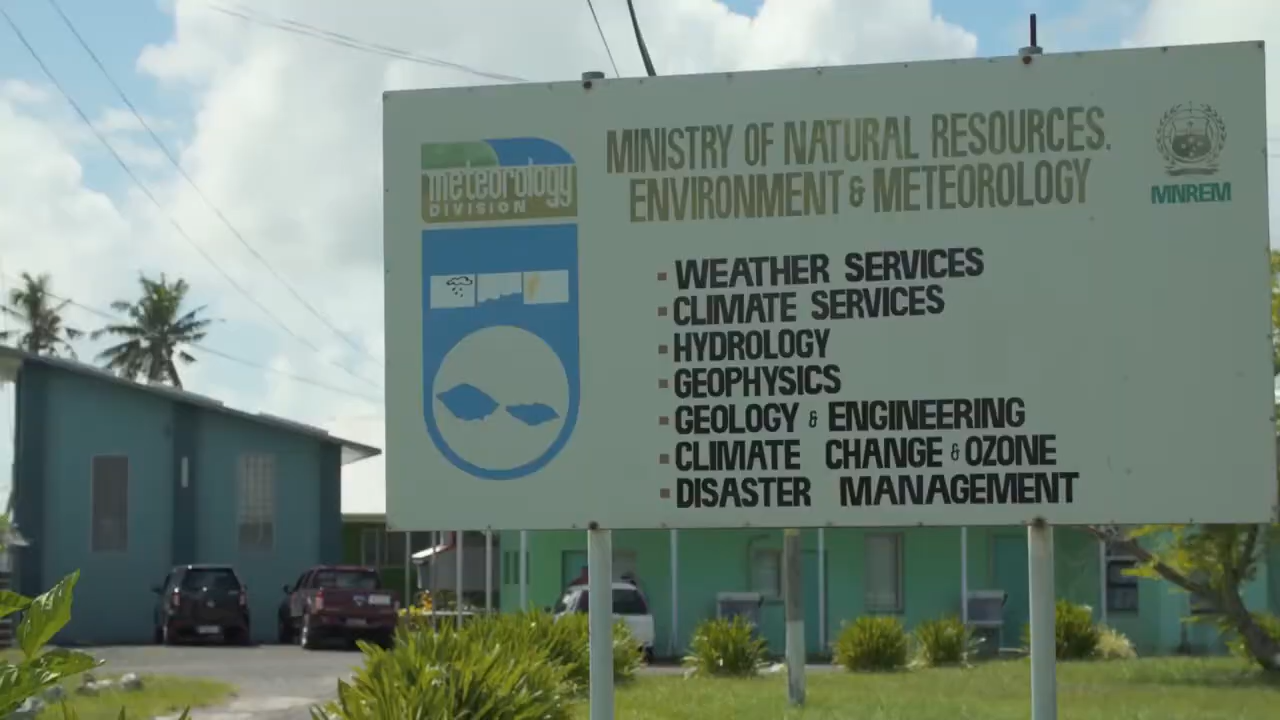 meteorology
DIVISION
MINISTRY OF NATURAL RESOURCES.
ENVIRONMENT & METEOROLOGY
MNREM
▪ WEATHER SERVICES
▪ CLIMATE SERVICES
▪ HYDROLOGY
▪ GEOPHYSICS
▪ GEOLOGY & ENGINEERING
▪ CLIMATE CHANGE & OZONE
▪ DISASTER MANAGEMENT